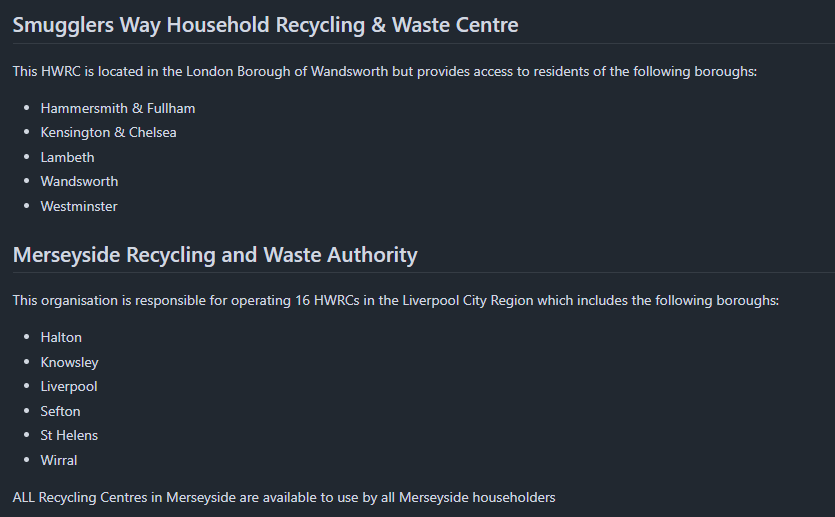 Smugglers Way Household Recycling & Waste Centre
This HWRC is located in the London Borough of Wandsworth but provides access to residents of the following boroughs:
Hammersmith & Fullham
Kensington & Chelsea
Lambeth
Wandsworth
Westminster
Merseyside Recycling and Waste Authority
This organisation is responsible for operating 16 HWRCs in the Liverpool City Region which includes the following boroughs:
Halton
Knowsley
Liverpool
Sefton
St Helens
Wirral
ALL Recycling Centres in Merseyside are available to use by all Merseyside householders